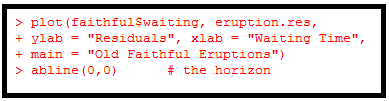 > plot(faithful$waiting, eruption.res,
+ ylab = "Residuals", xlab = "Waiting Time",
+ main = "Old Faithful Eruptions")
> abline(0,0)       # the horizon